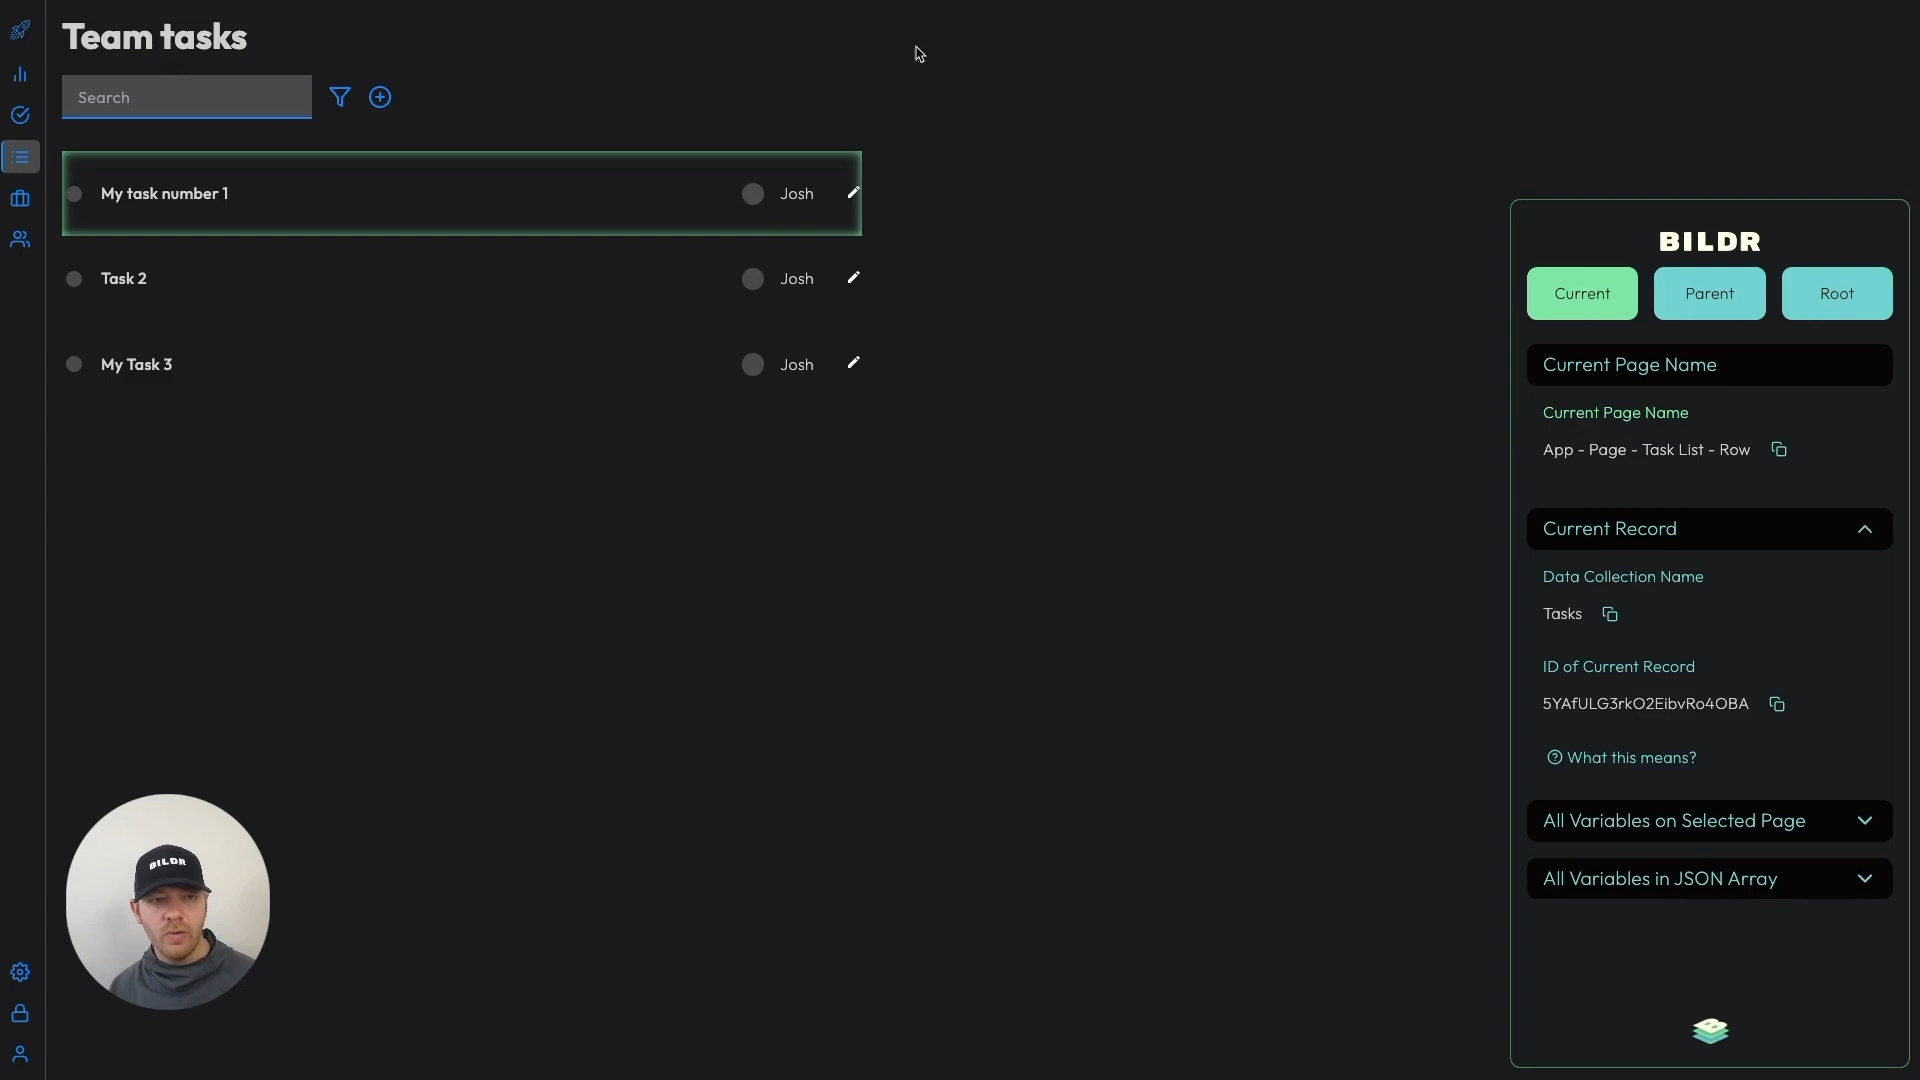 Team tasks
Search
My task number 1
Josh
Task 2
Josh
My Task 3
Josh
BILDR
BILDR
Current
Parent
Root
Current Page Name
Current Page Name
App - Page - Task List - Row
Current Record
Data Collection Name
Tasks
ID of Current Record
5YAfULG3rkO2EibvRo4OBA
What this means?
All Variables on Selected Page
All Variables in JSON Array